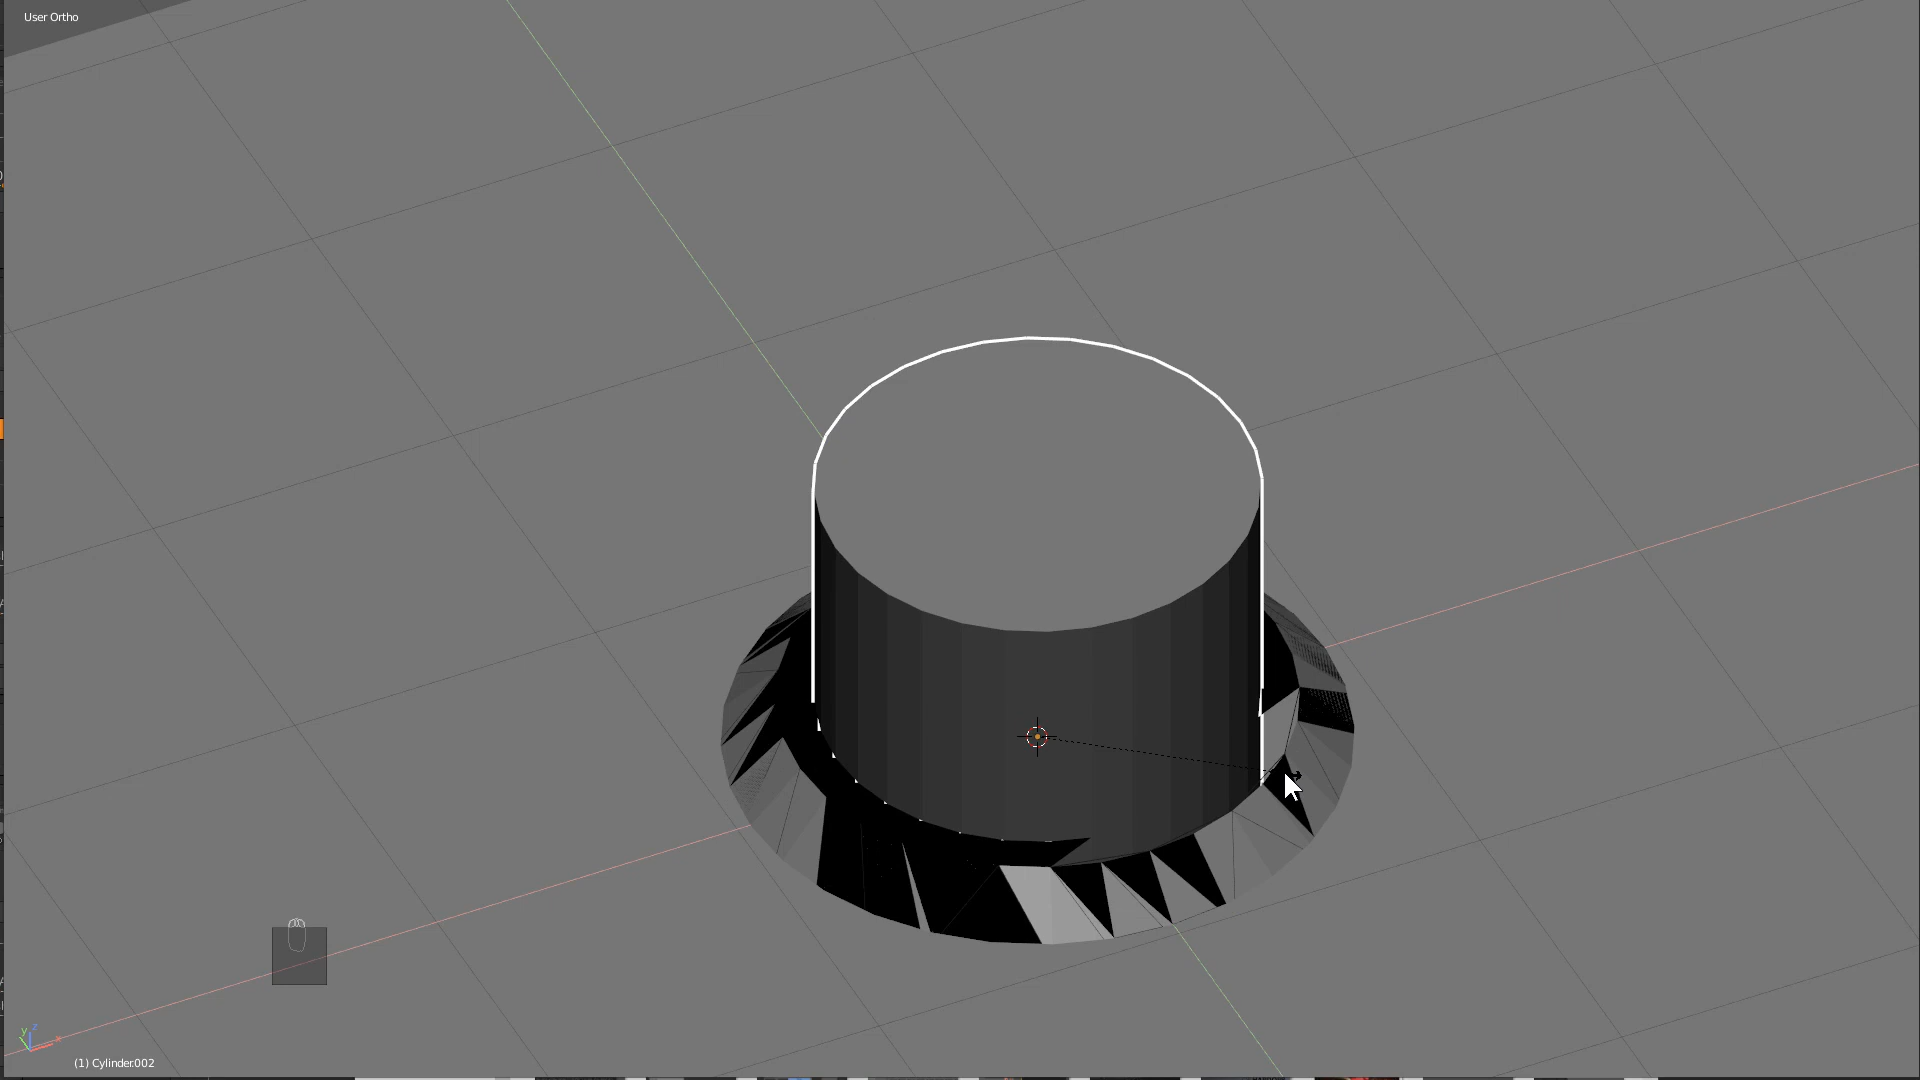 User Ortho
y
z
x
(1) Cylinder.002